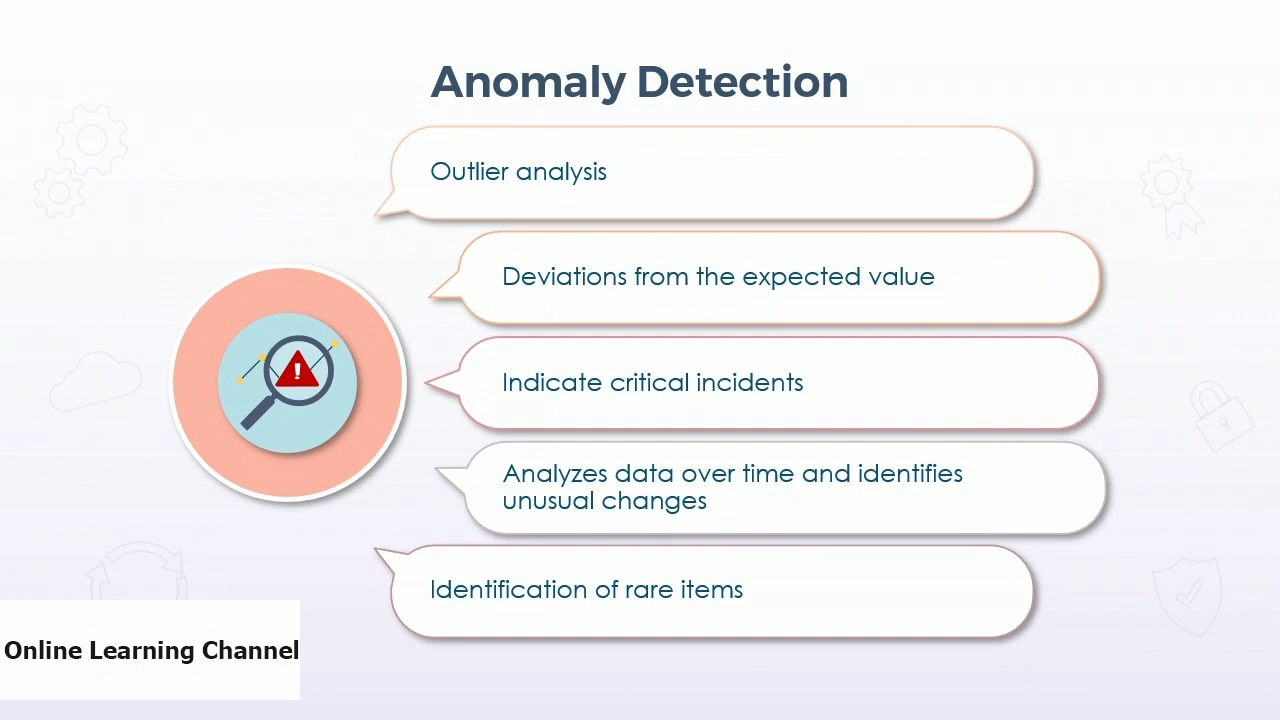 Anomaly Detection
Outlier analysis
Deviations from the expected value
Indicate critical incidents
Analyzes data over time and identifies
unusual changes
Identification of rare items
Online Learning Channel